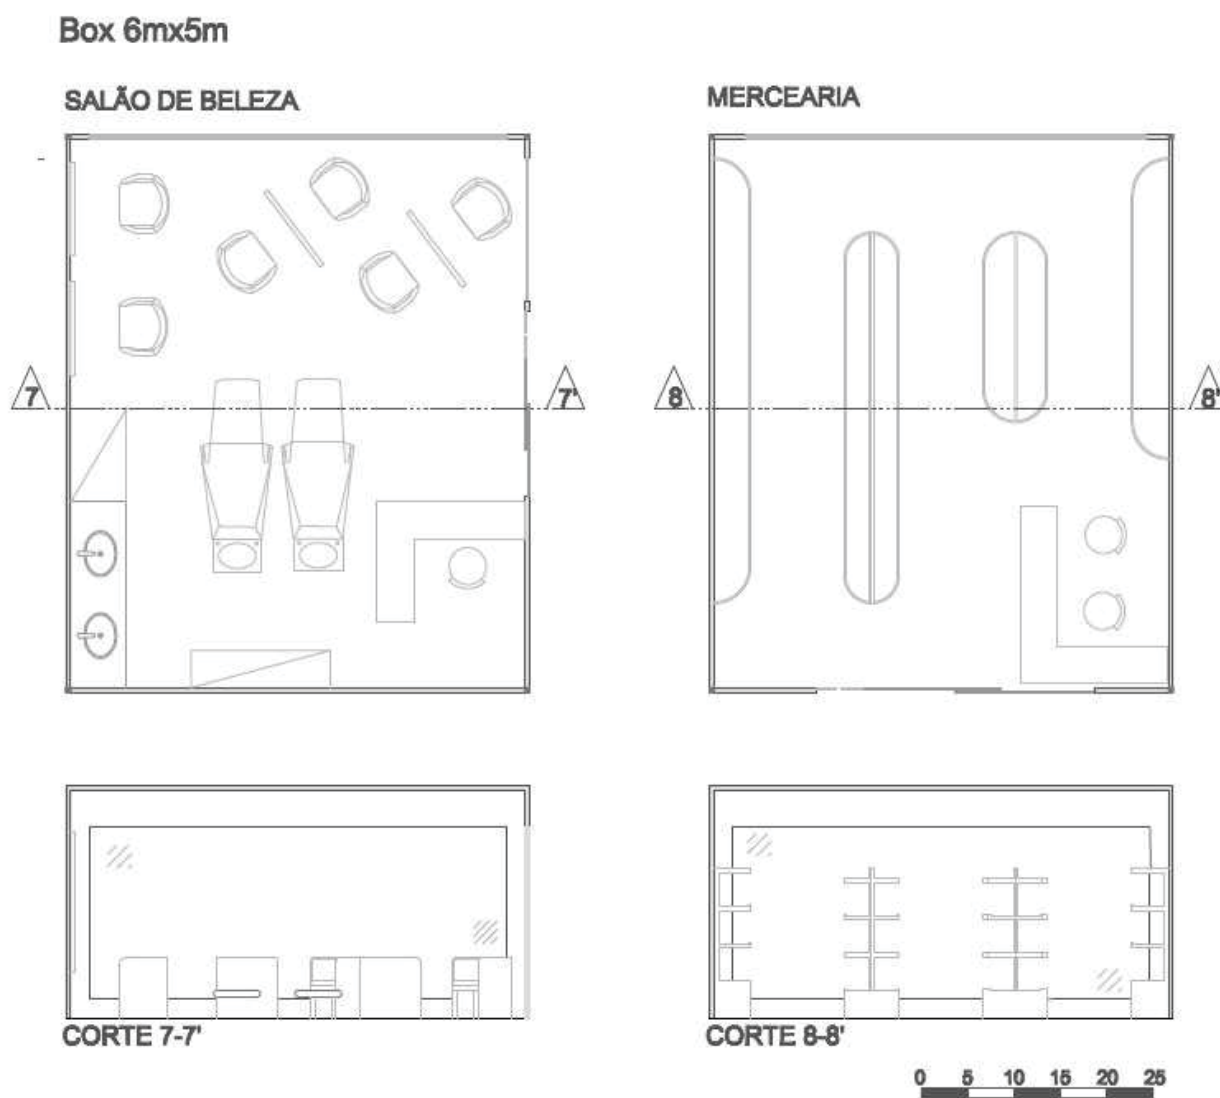 Box 6mx5m
SALÃO DE BELEZA
MERCEARIA
7 7' 8 8'
CORTE 7-7'
CORTE 8-8'
0 5 10 15 20 25